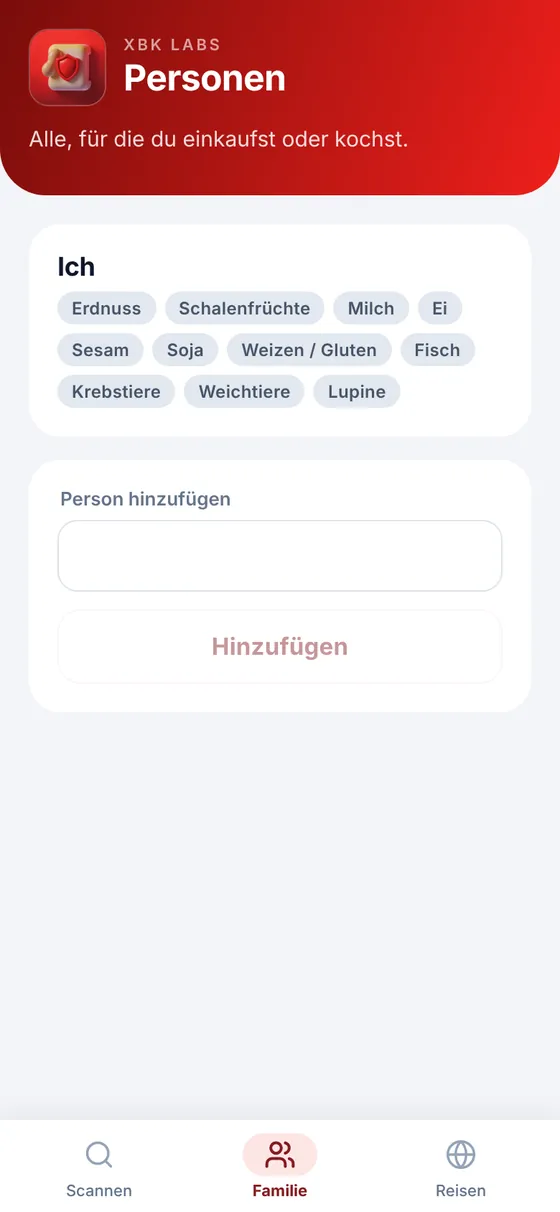 XBK LABS
Personen
Alle, für die du einkaufst oder kochst.
Ich
Erdnuss Schalenfrüchte Milch Ei
Sesam Soja Weizen / Gluten Fisch
Krebstiere Weichtiere Lupine
Person hinzufügen
Hinzufügen
Scannen Familie Reisen